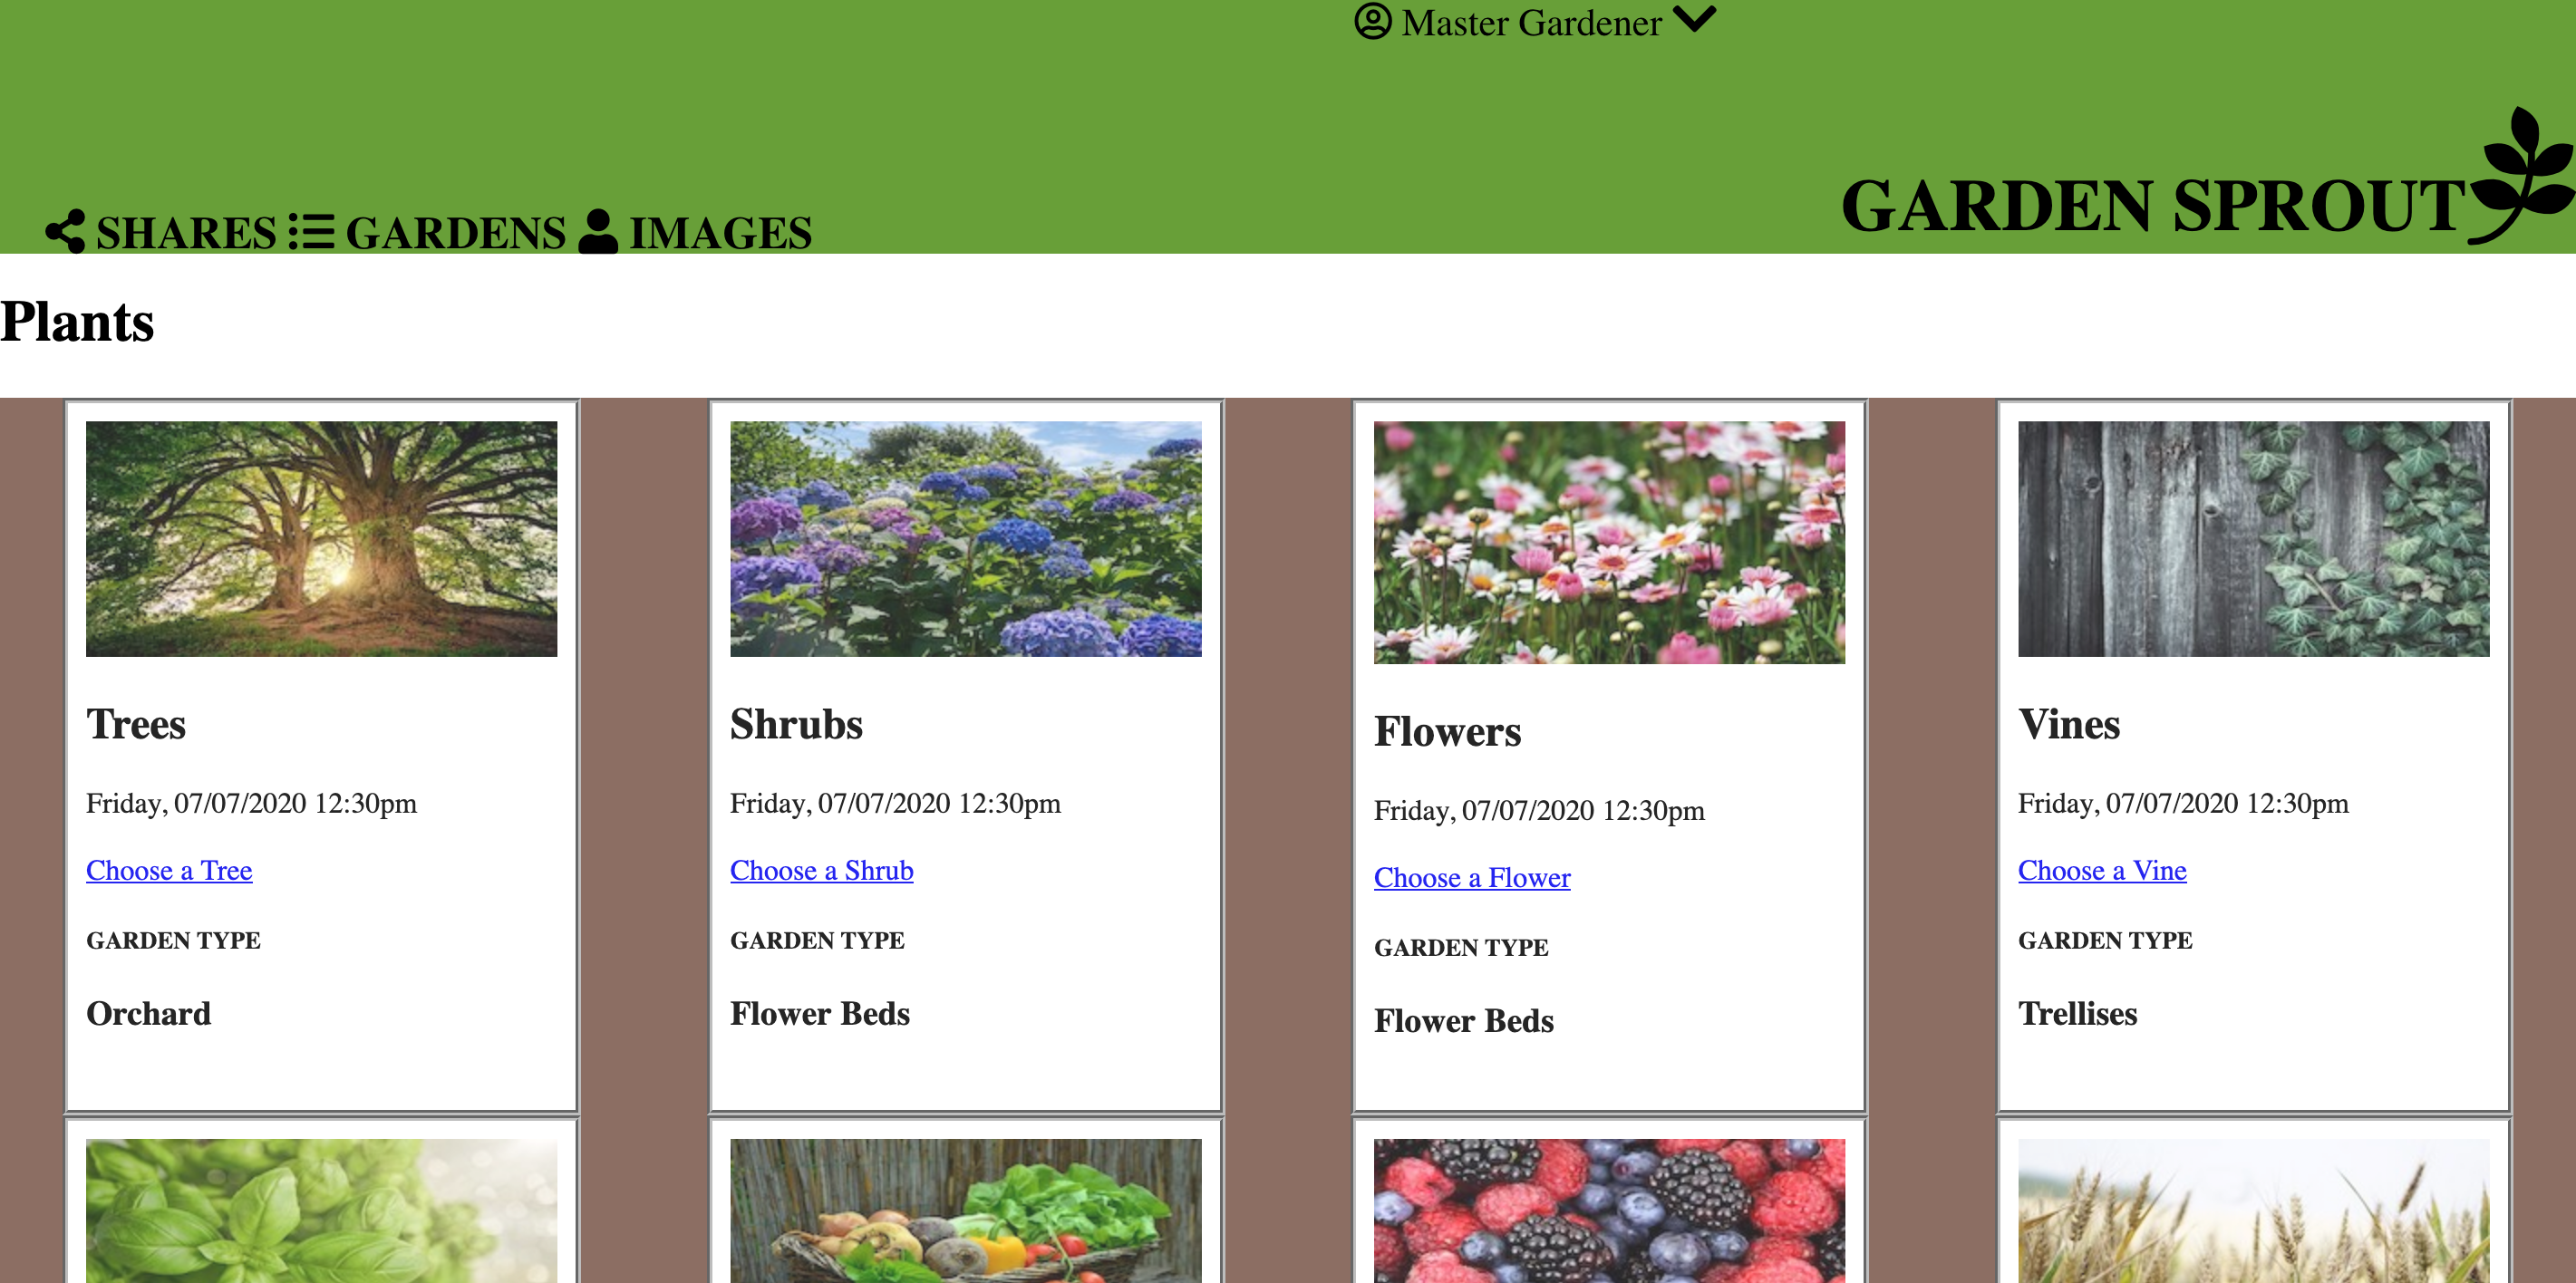 Master Gardener
GARDEN SPROUT
SHARES GARDENS IMAGES
Plants
Trees
Friday, 07/07/2020 12:30pm
Choose a Tree
GARDEN TYPE
Orchard
Shrubs
Friday, 07/07/2020 12:30pm
Choose a Shrub
GARDEN TYPE
Flower Beds
Flowers
Friday, 07/07/2020 12:30pm
Choose a Flower
GARDEN TYPE
Flower Beds
Vines
Friday, 07/07/2020 12:30pm
Choose a Vine
GARDEN TYPE
Trellises